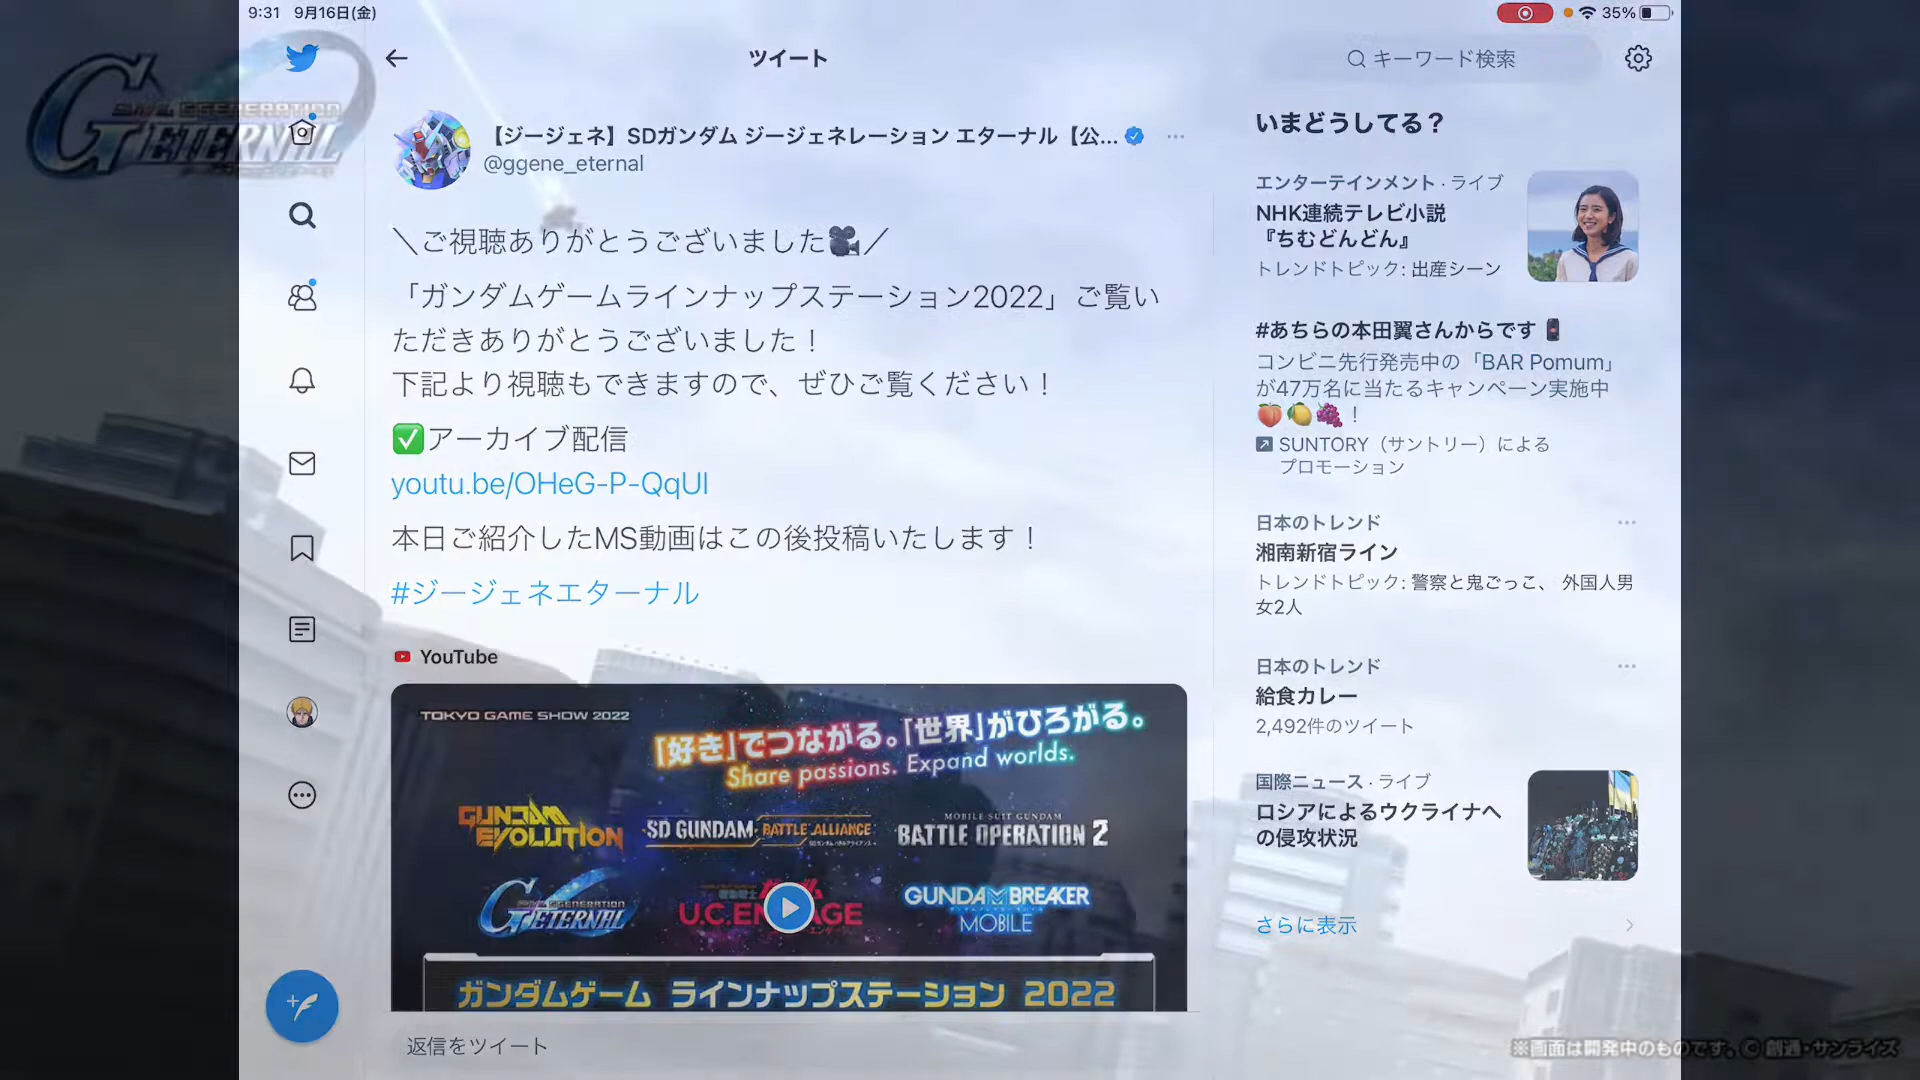 9:31 9月16日(金)
35%
ツイート
キーワード検索
G GENERATION
ETERNAL
【ジージェネ】SDガンダム ジージェネレーション エターナル【公...
@ggene_eternal
＼ご視聴ありがとうございました🎥／
「ガンダムゲームラインナップステーション2022」ご覧い
ただきありがとうございました！
下記より視聴もできますので、ぜひご覧ください！
✅アーカイブ配信
youtu.be/OHeG-P-QqUI
本日ご紹介したMS動画はこの後投稿いたします！
#ジージェネエターナル
YouTube
TOKYO GAME SHOW 2022
「好き」でつながる。「世界」がひろがる。
Share passions. Expand worlds.
GUNDAM EVOLUTION
SD GUNDAM BATTLE ALLIANCE
MOBILE SUIT GUNDAM
BATTLE OPERATION 2
G GENERATION
ETERNAL
GUNDAM BREAKER
MOBILE
ガンダムゲーム ラインナップステーション 2022
返信をツイート
いまどうしてる？
エンターテインメント · ライブ
NHK連続テレビ小説
『ちむどんどん』
トレンドトピック: 出産シーン
#あちらの本田翼さんからです
コンビニ先行発売中の「BAR Pomum」
が47万名に当たるキャンペーン実施中
🍑🍋🍇！
SUNTORY（サントリー）による
プロモーション
日本のトレンド
湘南新宿ライン
トレンドトピック: 警察と鬼ごっこ、 外国人男
女2人
日本のトレンド
給食カレー
2,492件のツイート
国際ニュース · ライブ
ロシアによるウクライナへ
の侵攻状況
さらに表示
※画面は開発中のものです。© 創通・サンライズ